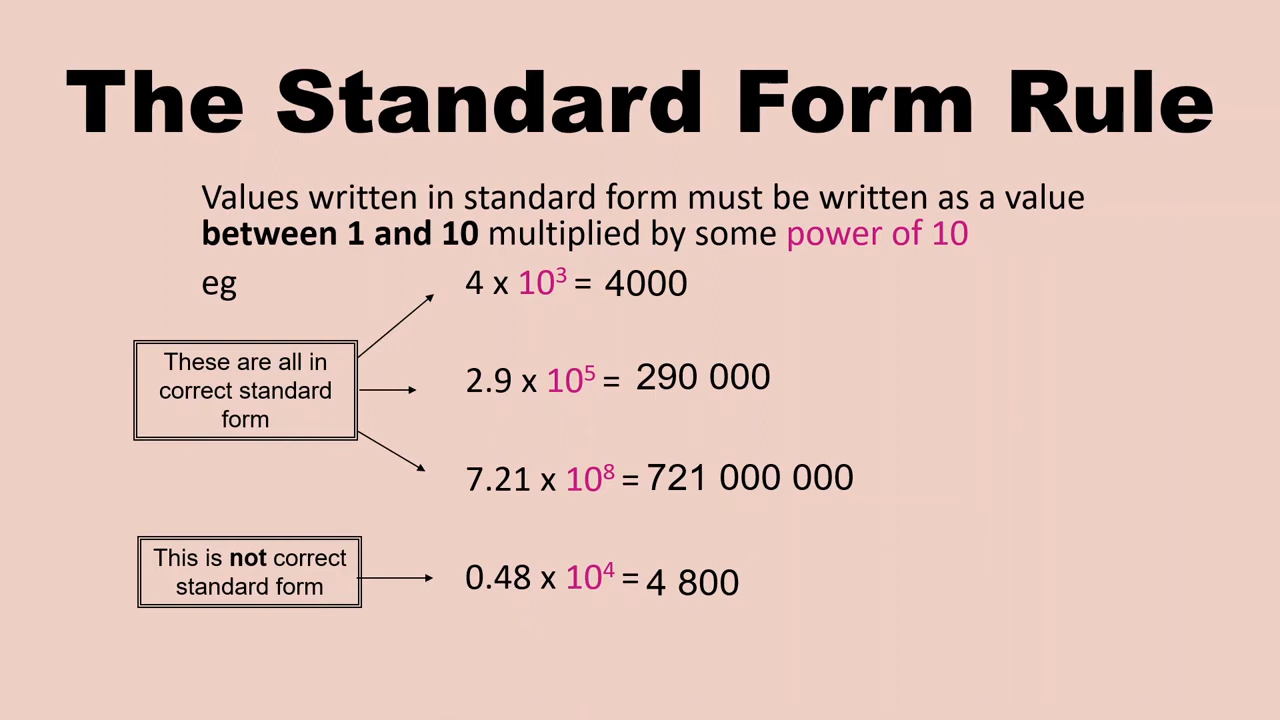 The Standard Form Rule
Values written in standard form must be written as a value
between 1 and 10 multiplied by some power of 10
eg
4 x 10³ = 4000
These are all in
correct standard
form
2.9 x 10⁵ = 290 000
7.21 x 10⁸ = 721 000 000
This is not correct
standard form
0.48 x 10⁴ = 4 800